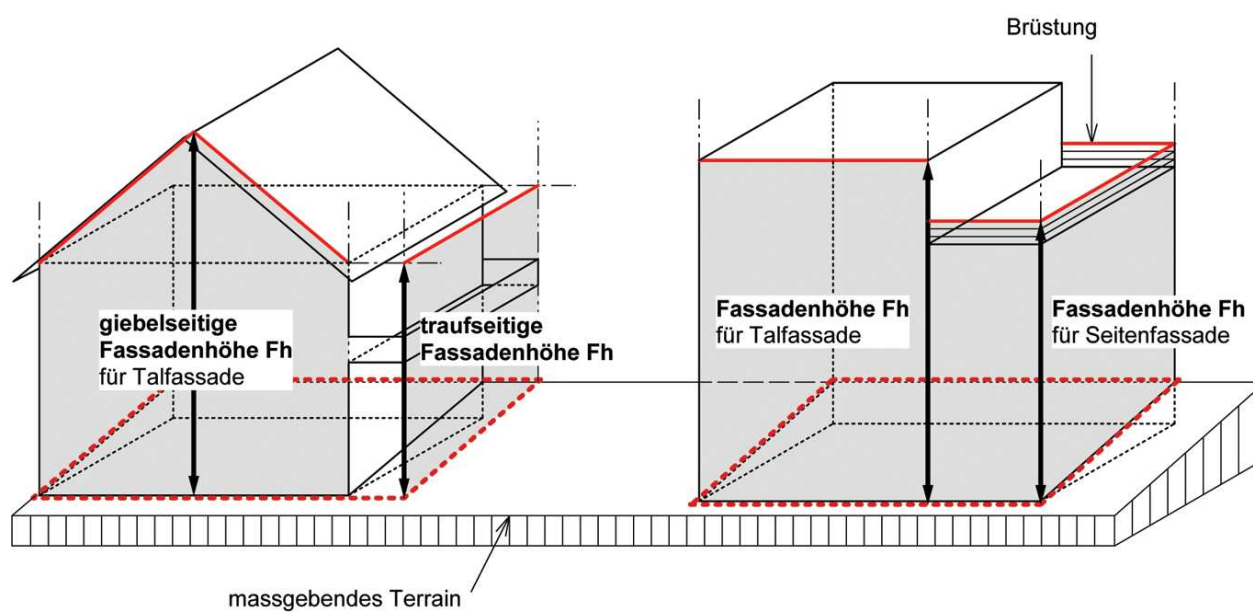 Brüstung
giebelseitige
Fassadenhöhe Fh
für Talfassade
traufseitige
Fassadenhöhe Fh
Fassadenhöhe Fh
für Talfassade
Fassadenhöhe Fh
für Seitenfassade
massgebendes Terrain